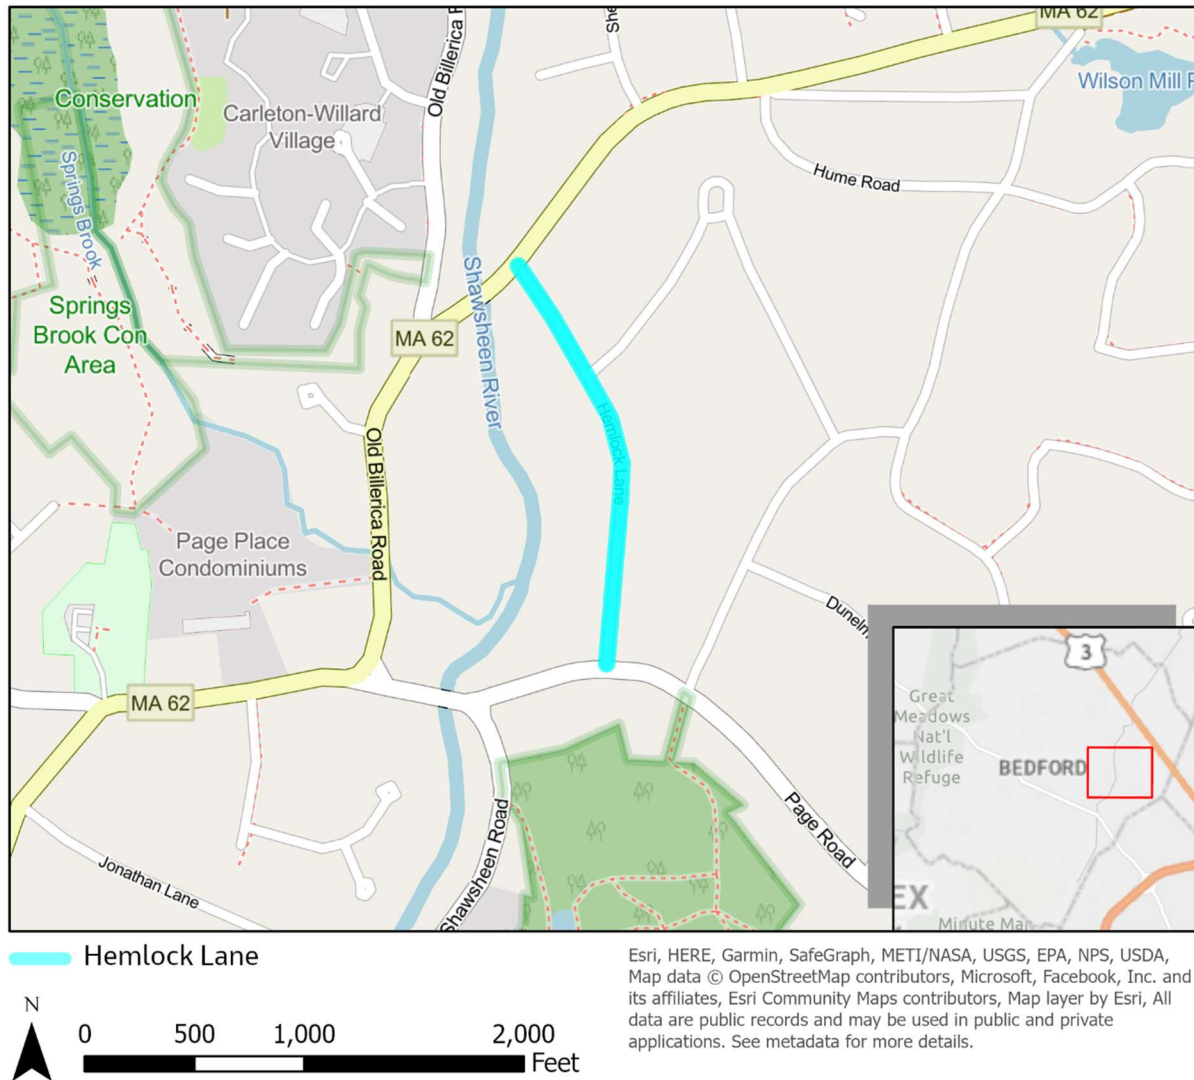 MA 62
She
Old Billerica R
Conservation
Carleton-Willard
Village
Wilson Mill P
Springs Brook
Hume Road
Shawsheen River
Springs
Brook Con
Area
MA 62
Hemlock Lane
Old Billerica Road
Page Place
Condominiums
Dunelm
MA 62
Page Road
Shawsheen Road
Jonathan Lane
3
Great
Meadows
Nat'l
Wildlife
Refuge
BEDFORD
EX
Minute Man
Hemlock Lane
Esri, HERE, Garmin, SafeGraph, METI/NASA, USGS, EPA, NPS, USDA,
Map data © OpenStreetMap contributors, Microsoft, Facebook, Inc. and
its affiliates, Esri Community Maps contributors, Map layer by Esri, All
data are public records and may be used in public and private
applications. See metadata for more details.
N
0 500 1,000 2,000
Feet